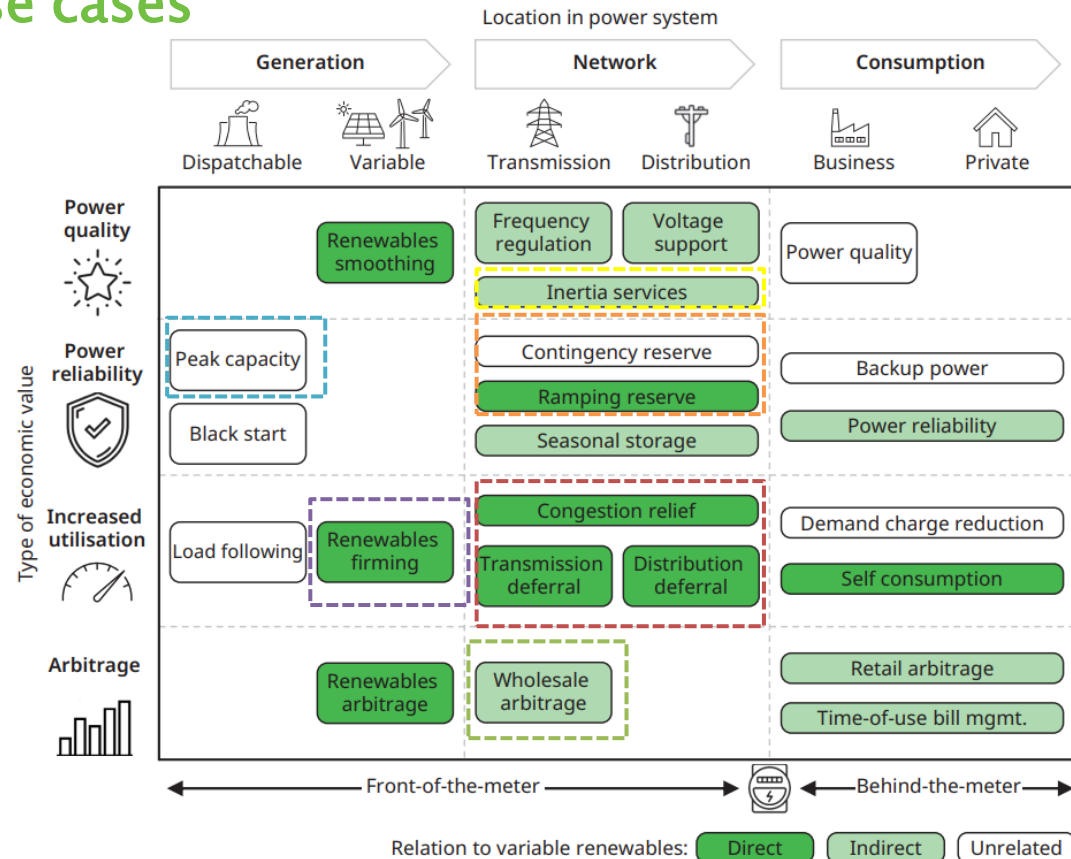 se cases
Location in power system
Generation
Network
Consumption
Dispatchable
Variable
Transmission
Distribution
Business
Private
Type of economic value
Power
quality
Renewables
smoothing
Frequency
regulation
Voltage
support
Inertia services
Power quality
Power
reliability
Peak capacity
Black start
Contingency reserve
Ramping reserve
Seasonal storage
Backup power
Power reliability
Increased
utilisation
Load following
Renewables
firming
Congestion relief
Transmission
deferral
Distribution
deferral
Demand charge reduction
Self consumption
Arbitrage
Renewables
arbitrage
Wholesale
arbitrage
Retail arbitrage
Time-of-use bill mgmt.
Front-of-the-meter
Behind-the-meter
Relation to variable renewables:
Direct
Indirect
Unrelated